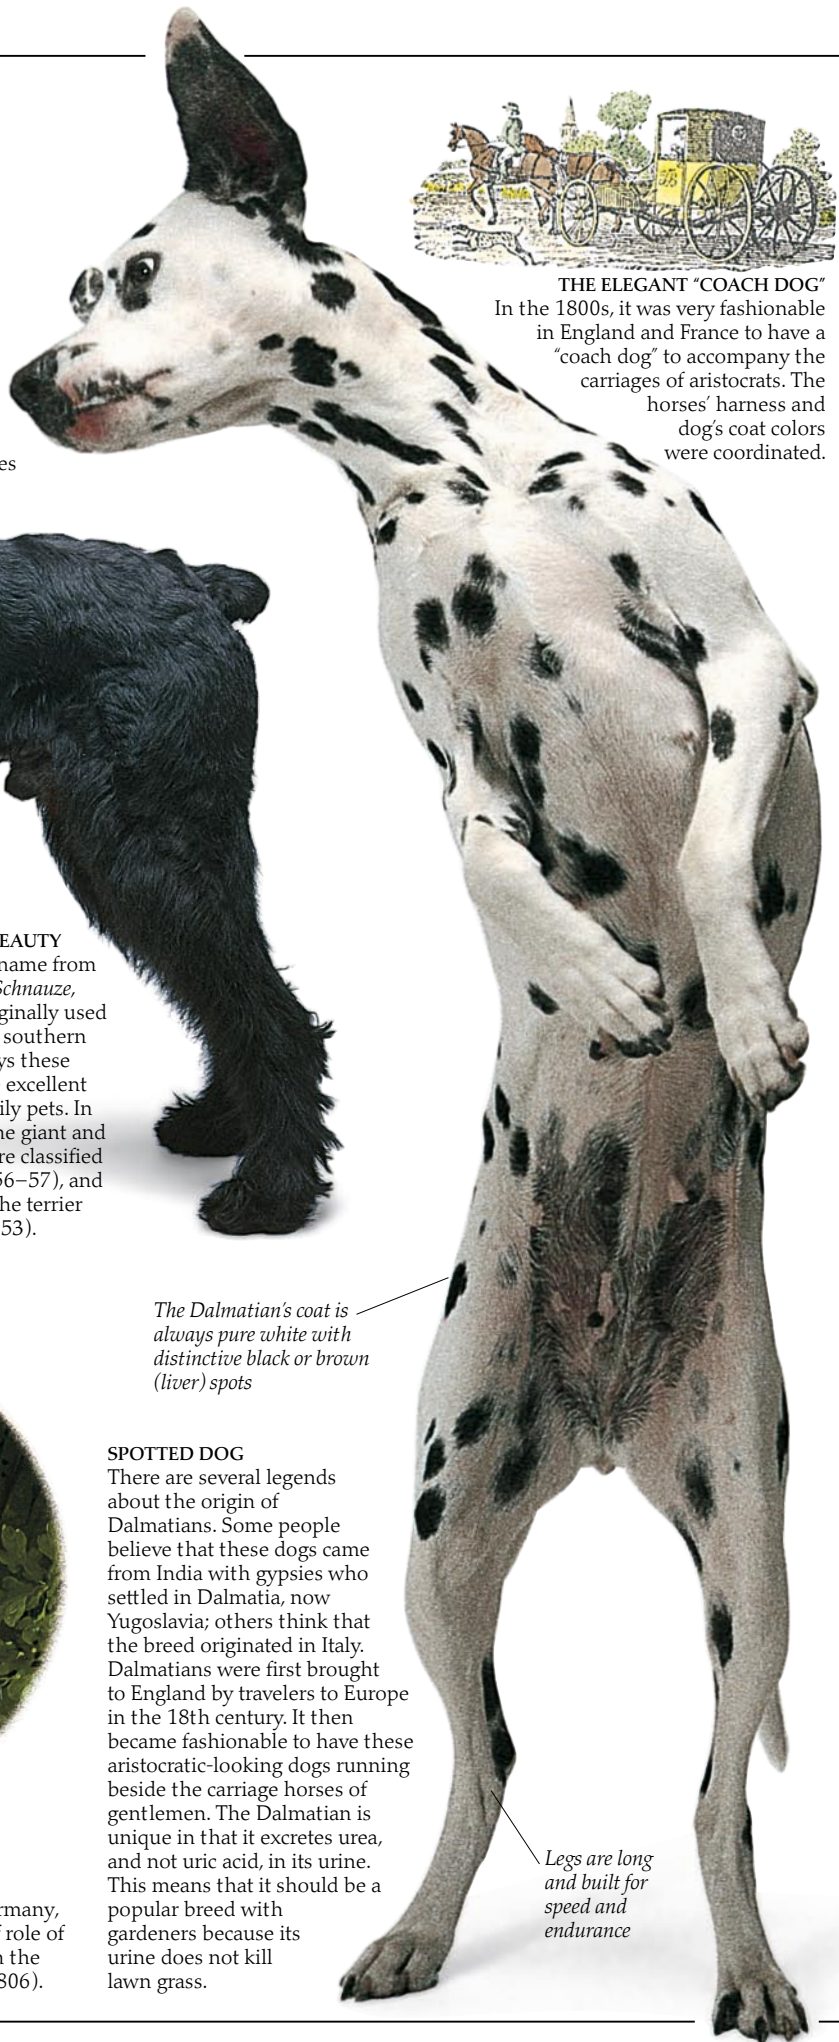 THE ELEGANT “COACH DOG”
In the 1800s, it was very fashionable
in England and France to have a
“coach dog” to accompany the
carriages of aristocrats. The
horses’ harness and
dog’s coat colors
were coordinated.
es
EAUTY
name from
Schnauze,
ginally used
southern
ys these
excellent
ily pets. In
he giant and
re classified
56–57), and
he terrier
53).
The Dalmatian’s coat is
always pure white with
distinctive black or brown
(liver) spots
SPOTTED DOG
There are several legends
about the origin of
Dalmatians. Some people
believe that these dogs came
from India with gypsies who
settled in Dalmatia, now
Yugoslavia; others think that
the breed originated in Italy.
Dalmatians were first brought
to England by travelers to Europe
in the 18th century. It then
became fashionable to have these
aristocratic-looking dogs running
beside the carriage horses of
gentlemen. The Dalmatian is
unique in that it excretes urea,
and not uric acid, in its urine.
This means that it should be a
popular breed with
gardeners because its
urine does not kill
lawn grass.
Legs are long
and built for
speed and
endurance
rmany,
role of
n the
806).